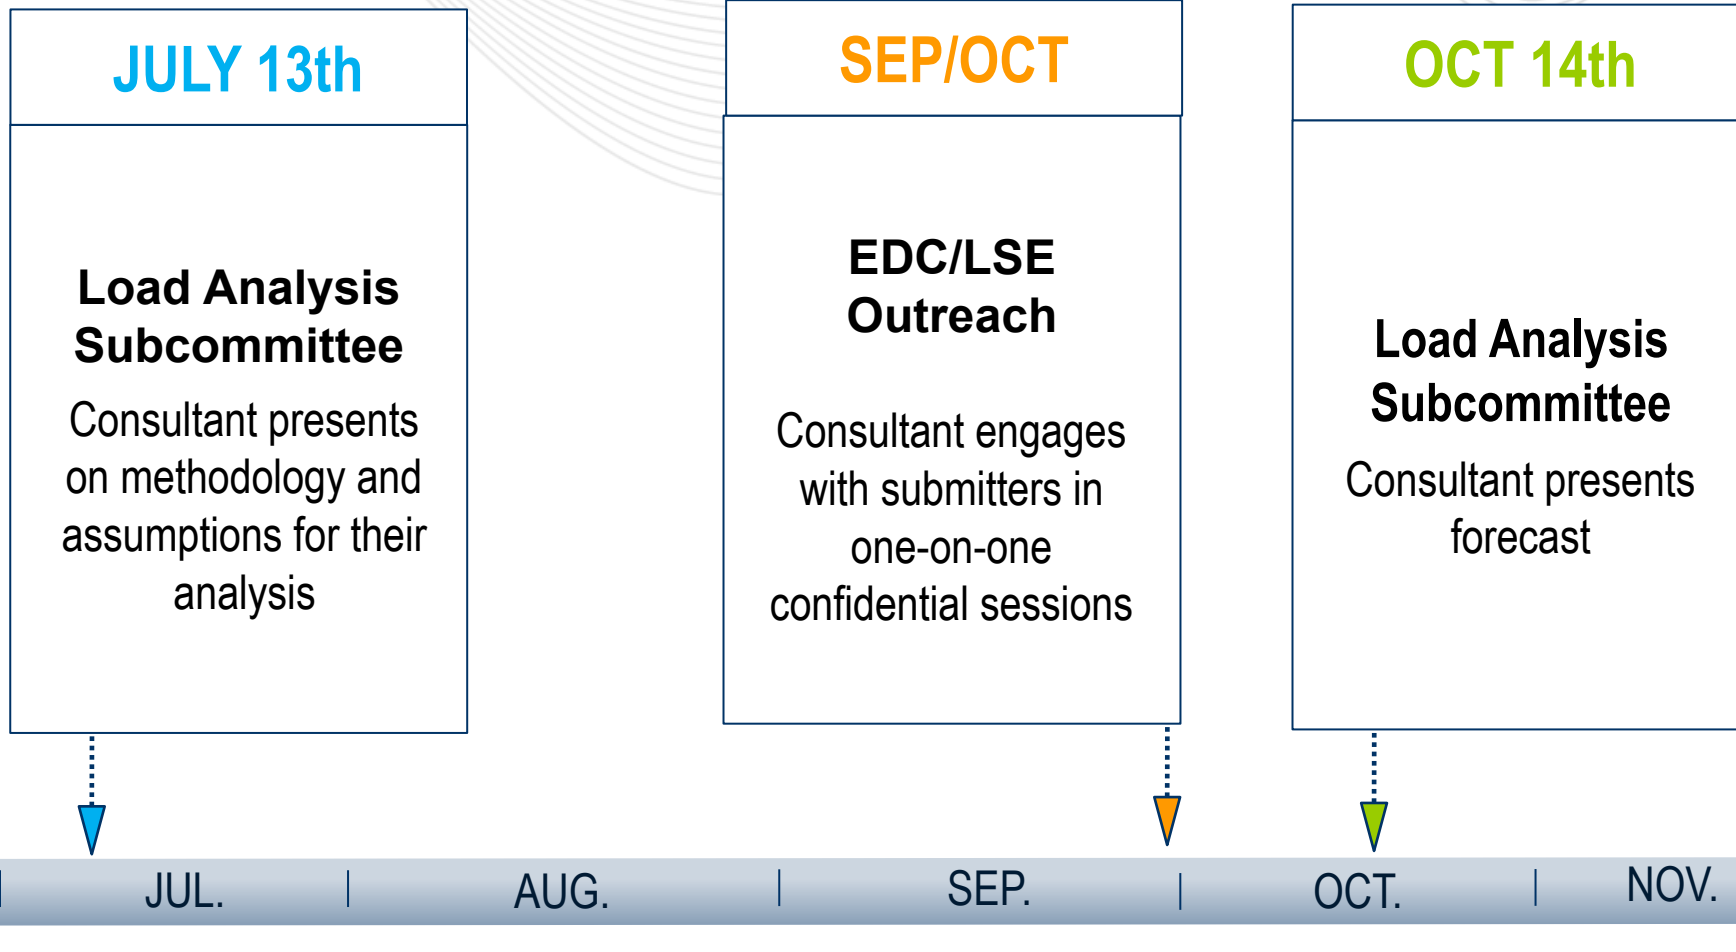 JULY 13th
Load Analysis
Subcommittee
Consultant presents
on methodology and
assumptions for their
analysis
SEP/OCT
EDC/LSE
Outreach
Consultant engages
with submitters in
one-on-one
confidential sessions
OCT 14th
Load Analysis
Subcommittee
Consultant presents
forecast
JUL.
AUG.
SEP.
OCT.
NOV.